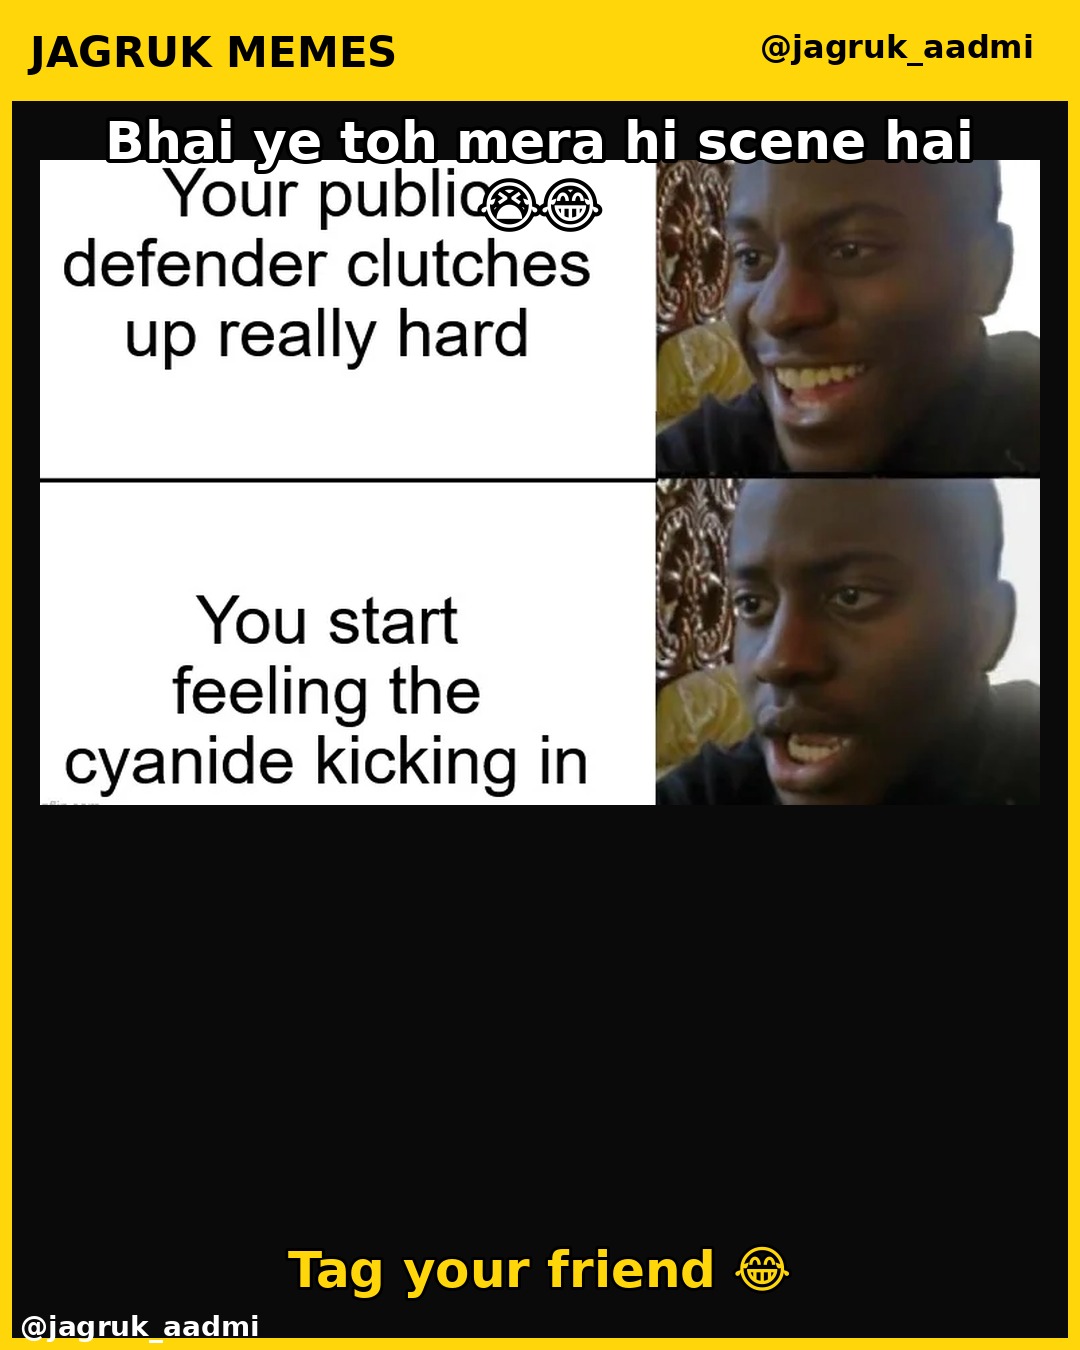 JAGRUK MEMES
@jagruk_aadmi
Bhai ye toh mera hi scene hai
😭😂
Your public
defender clutches
up really hard
You start
feeling the
cyanide kicking in
Tag your friend 😂
@jagruk_aadmi